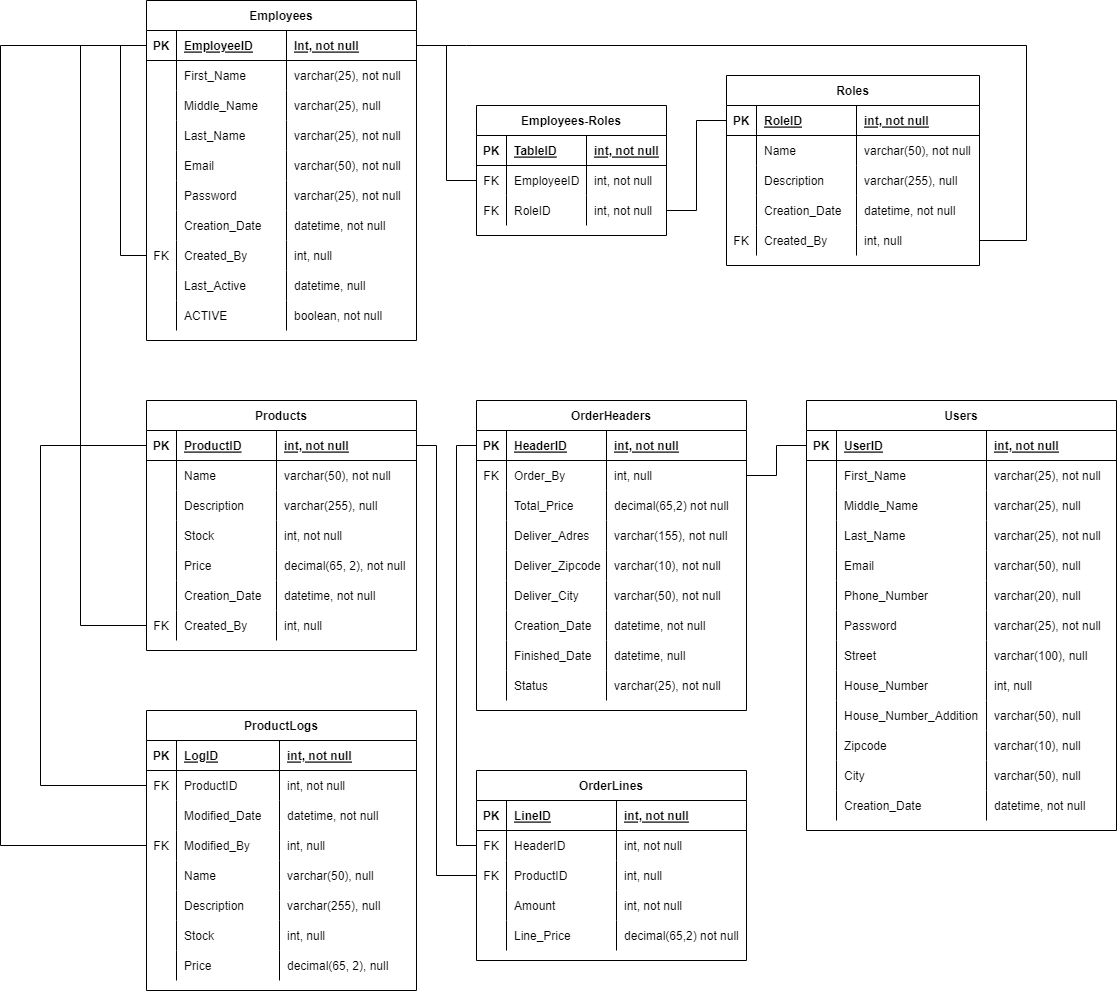 Employees
PK EmployeeID Int, not null
First_Name varchar(25), not null
Middle_Name varchar(25), null
Last_Name varchar(25), not null
Email varchar(50), not null
Password varchar(25), not null
Creation_Date datetime, not null
FK Created_By int, null
Last_Active datetime, null
ACTIVE boolean, not null
Employees-Roles
PK TableID int, not null
FK EmployeeID int, not null
FK RoleID int, not null
Roles
PK RoleID int, not null
Name varchar(50), not null
Description varchar(255), null
Creation_Date datetime, not null
FK Created_By int, null
Products
PK ProductID int, not null
Name varchar(50), not null
Description varchar(255), null
Stock int, not null
Price decimal(65, 2), not null
Creation_Date datetime, not null
FK Created_By int, null
OrderHeaders
PK HeaderID int, not null
FK Order_By int, null
Total_Price decimal(65,2) not null
Deliver_Adres varchar(155), not null
Deliver_Zipcode varchar(10), not null
Deliver_City varchar(50), not null
Creation_Date datetime, not null
Finished_Date datetime, null
Status varchar(25), not null
Users
PK UserID int, not null
First_Name varchar(25), not null
Middle_Name varchar(25), null
Last_Name varchar(25), not null
Email varchar(50), null
Phone_Number varchar(20), null
Password varchar(25), not null
Street varchar(100), null
House_Number int, null
House_Number_Addition varchar(50), null
Zipcode varchar(10), null
City varchar(50), null
Creation_Date datetime, not null
ProductLogs
PK LogID int, not null
FK ProductID int, not null
Modified_Date datetime, not null
FK Modified_By int, null
Name varchar(50), null
Description varchar(255), null
Stock int, null
Price decimal(65, 2), null
OrderLines
PK LineID int, not null
FK HeaderID int, not null
FK ProductID int, null
Amount int, not null
Line_Price decimal(65,2) not null